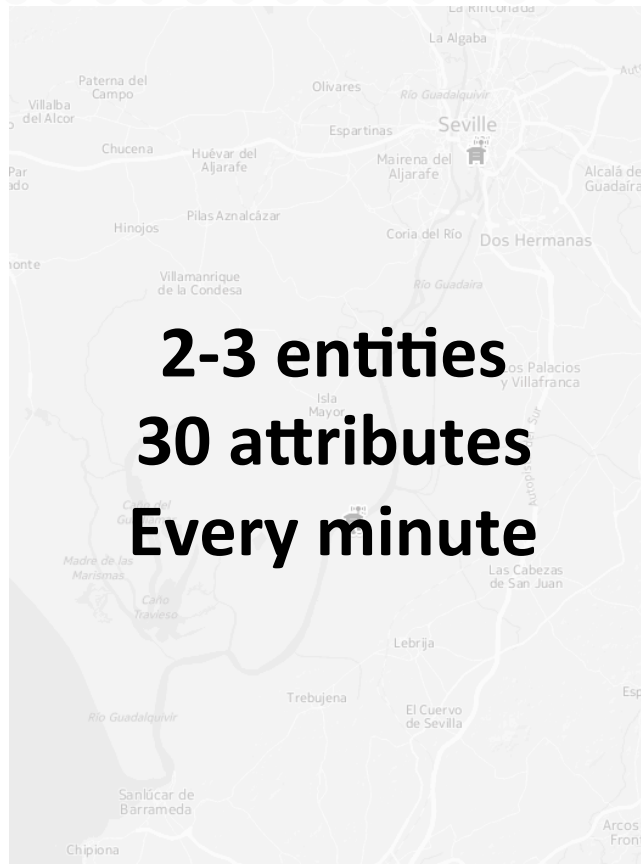 La Rinconada
La Algaba
Paterna del
Campo
Olivares
Río Guadalquivir
Villalba
del Alcor
Seville
Espartinas
Chucena
Huévar del
Aljarafe
Mairena del
Aljarafe
Alcalá de
Guadaíra
Pilas Aznalcázar
Hinojos
Coria del Río
Dos Hermanas
Villamanrique
de la Condesa
Río Guadaira
2-3 entities
Los Palacios
y Villafranca
Isla
Mayor
30 attributes
Every minute
Madre de las
Marismas
Las Cabezas
de San Juan
Caño
Travieso
Lebrija
Trebujena
El Cuervo
de Sevilla
Río Guadalquivir
Sanlúcar de
Barrameda
Chipiona